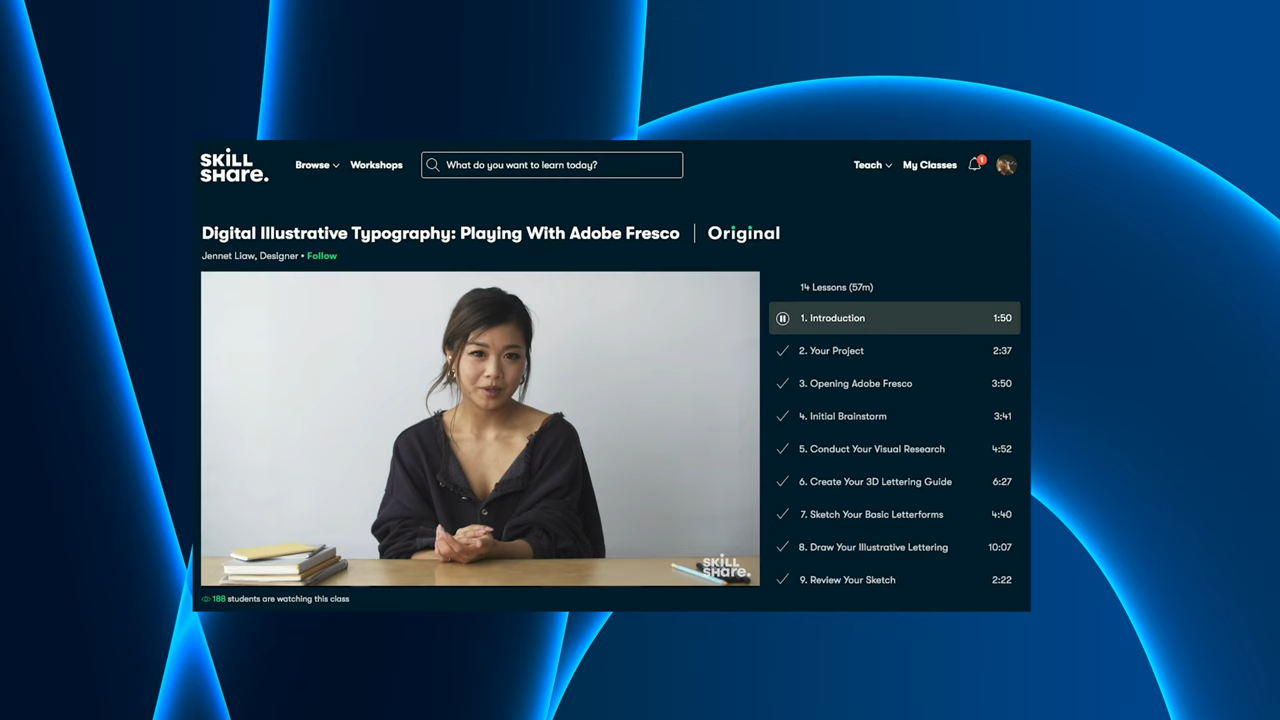 SKILL
SHARE.
Browse
Workshops
What do you want to learn today?
Teach
My Classes
1
Digital Illustrative Typography: Playing With Adobe Fresco | Original
Jennet Liaw, Designer • Follow
14 Lessons (57m)
1. Introduction 1:50
2. Your Project 2:37
3. Opening Adobe Fresco 3:50
4. Initial Brainstorm 3:41
5. Conduct Your Visual Research 4:52
6. Create Your 3D Lettering Guide 6:27
7. Sketch Your Basic Letterforms 4:40
8. Draw Your Illustrative Lettering 10:07
9. Review Your Sketch 2:22
SKILL
SHARE.
188 students are watching this class